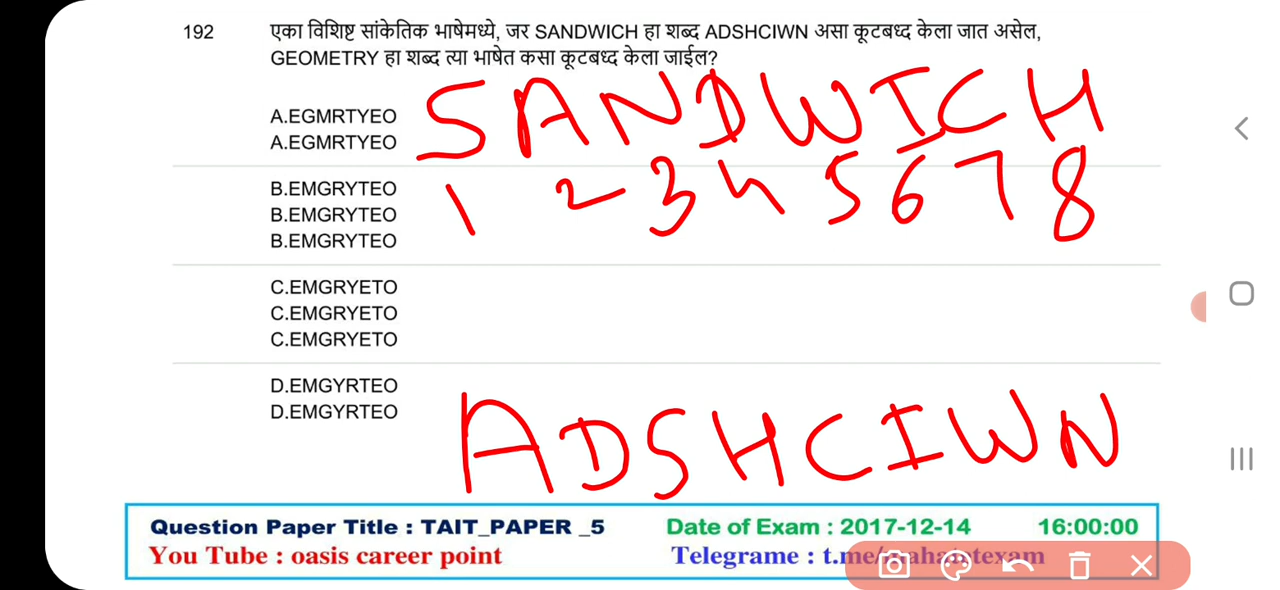 192 एका विशिष्ट सांकेतिक भाषेमध्ये, जर SANDWICH हा शब्द ADSHCIWN असा कूटबध्द केला जात असेल,
GEOMETRY हा शब्द त्या भाषेत कसा कूटबध्द केला जाईल?
A.EGMRTYEO
A.EGMRTYEO
SANDWICH
B.EMGRYTEO
B.EMGRYTEO
B.EMGRYTEO
1 2 3 4 5 6 7 8
C.EMGRYETO
C.EMGRYETO
C.EMGRYETO
D.EMGYRTEO
D.EMGYRTEO
ADSHCIWN
Question Paper Title : TAIT_PAPER _5 Date of Exam : 2017-12-14 16:00:00
You Tube : oasis career point Telegrame : t.me/mahatetexam